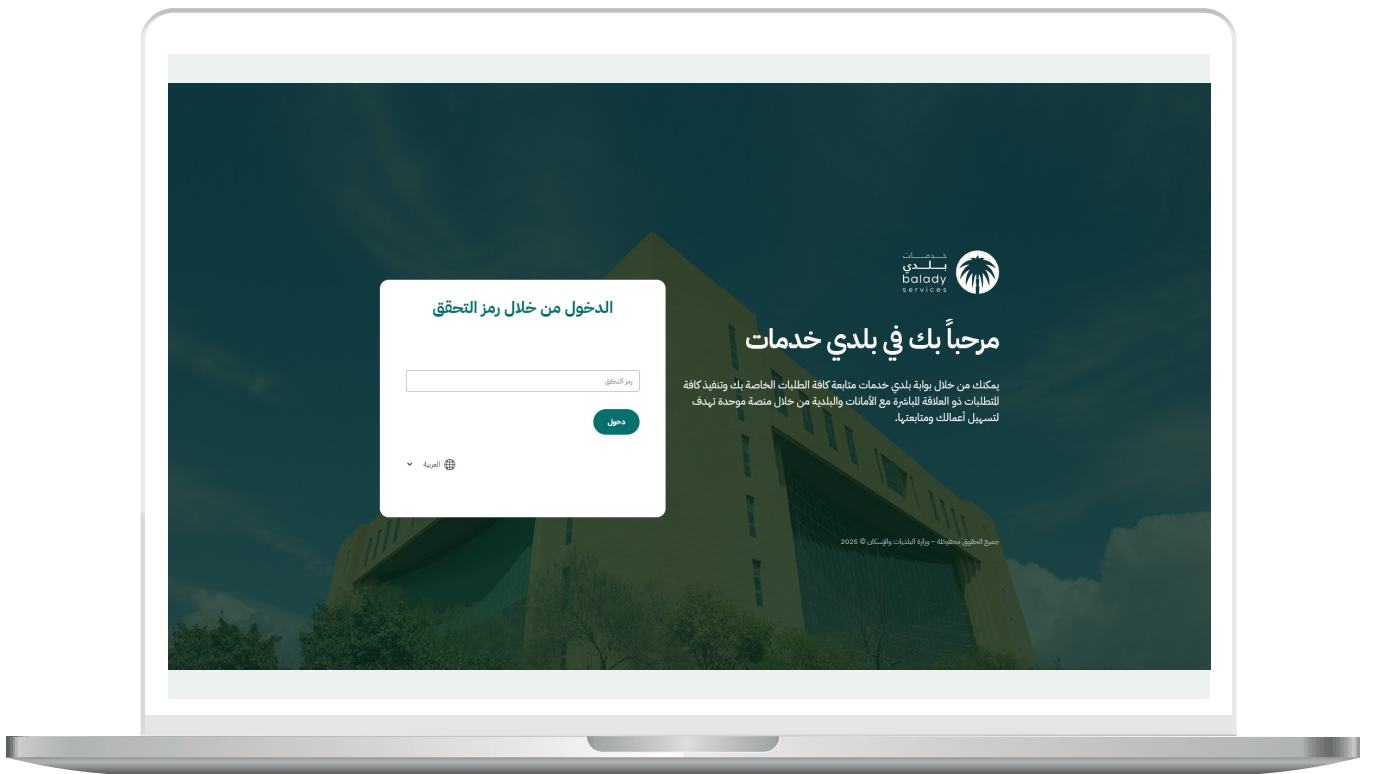 خدمات
بلدي
balady
services
مرحباً بك في بلدي خدمات
يمكنك من خلال بوابة بلدي خدمات متابعة كافة الطلبات الخاصة بك وتنفيذ كافة
المتطلبات ذو العلاقة المباشرة مع الأمانات والبلدية من خلال منصة موحدة تهدف
لتسهيل أعمالك ومتابعتها.
جميع الحقوق محفوظة – وزارة البلديات والإسكان © 2025
الدخول من خلال رمز التحقق
رمز التحقق
دخول
العربية